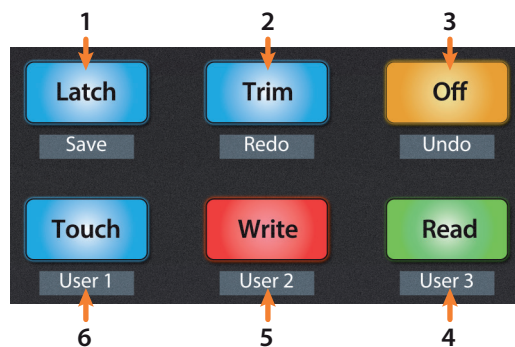 1 2 3
Latch Trim Off
Save Redo Undo
Touch Write Read
User 1 User 2 User 3
6 5 4